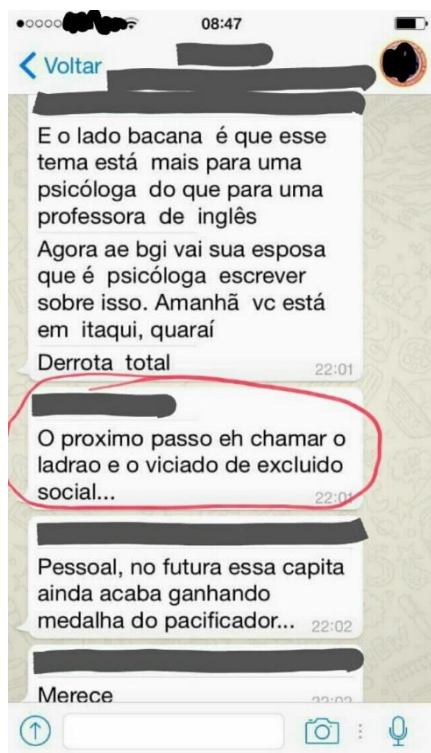 08:47
Voltar
E o lado bacana é que esse
tema está mais para uma
psicóloga do que para uma
professora de inglês
Agora ae bgi vai sua esposa
que é psicóloga escrever
sobre isso. Amanhã vc está
em itaqui, quaraí
Derrota total 22:01
O proximo passo eh chamar o
ladrao e o viciado de excluido
social... 22:01
Pessoal, no futura essa capita
ainda acaba ganhando
medalha do pacificador... 22:02
Merece 22:02